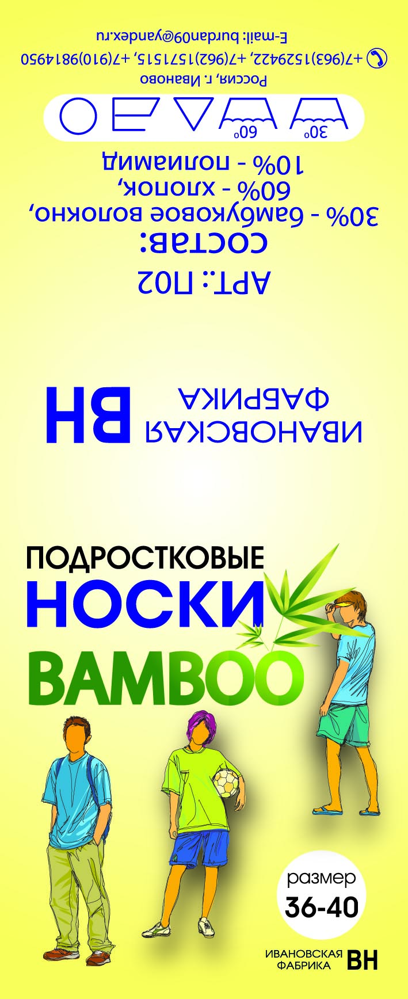 ИВАНОВСКАЯ
ФАБРИКА
ВН
АРТ.: П02
СОСТАВ:
30% - бамбуковое волокно,
60% - хлопок,
10% - полиамид
30° 60°
Россия, г. Иваново
+7(963)1529422, +7(962)1571515, +7(910)9814950
E-mail: burdan09@yandex.ru
ПОДРОСТКОВЫЕ
НОСКИ
BAMBOO
размер
36-40
ИВАНОВСКАЯ
ФАБРИКА
ВН